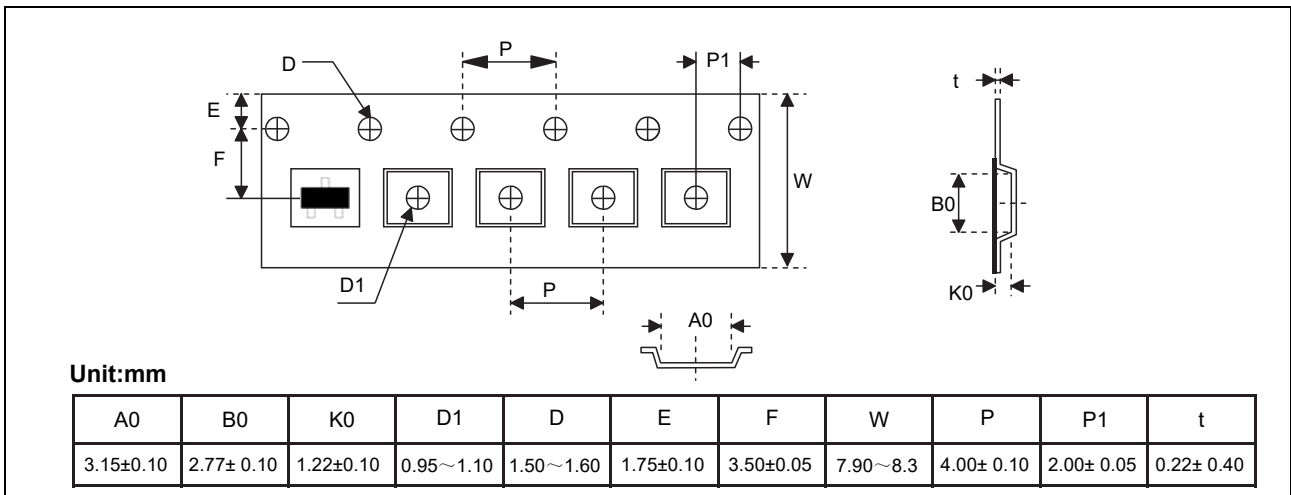 P
P1
D
t
E
F
W
B0
D1
P
K0
A0
Unit:mm
A0 B0 K0 D1 D E F W P P1 t
3.15±0.10 2.77± 0.10 1.22±0.10 0.95～1.10 1.50～1.60 1.75±0.10 3.50±0.05 7.90～8.3 4.00± 0.10 2.00± 0.05 0.22± 0.40